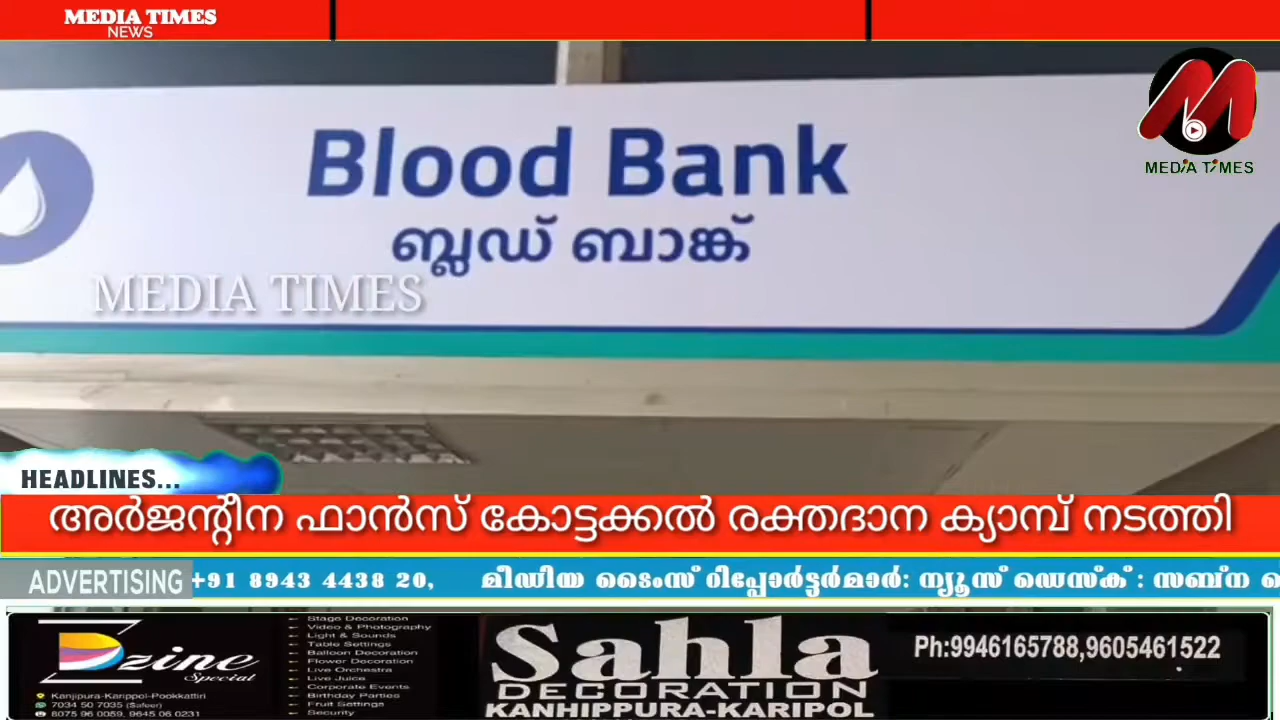 MEDIA TIMES
NEWS
Blood Bank
ബ്ലഡ് ബാങ്ക്
MEDIA TIMES
MEDIA TIMES
HEADLINES...
അർജന്റീന ഫാൻസ് കോട്ടക്കൽ രക്തദാന ക്യാമ്പ് നടത്തി
ADVERTISING +91 8943 4438 20, മീഡിയ ടൈംസ് റിപ്പോർട്ടർമാർ: ന്യൂസ് ഡെസ്ക് : സബ്ന
Dzine
Special
Kanjipura-Karippol-Pookkattiri
7034 50 7035 (Safeer)
8075 96 0059, 9645 06 0231
Stage Decoration
Video & Photography
Light & Sounds
Table Settings
Balloon Decoration
Flower Decoration
Live Orchestra
Live Juice
Corporate Events
Birthday Parties
Fruit Settings
Security
Sahla
DECORATION
KANHIPPURA-KARIPOL
Ph:9946165788,9605461522